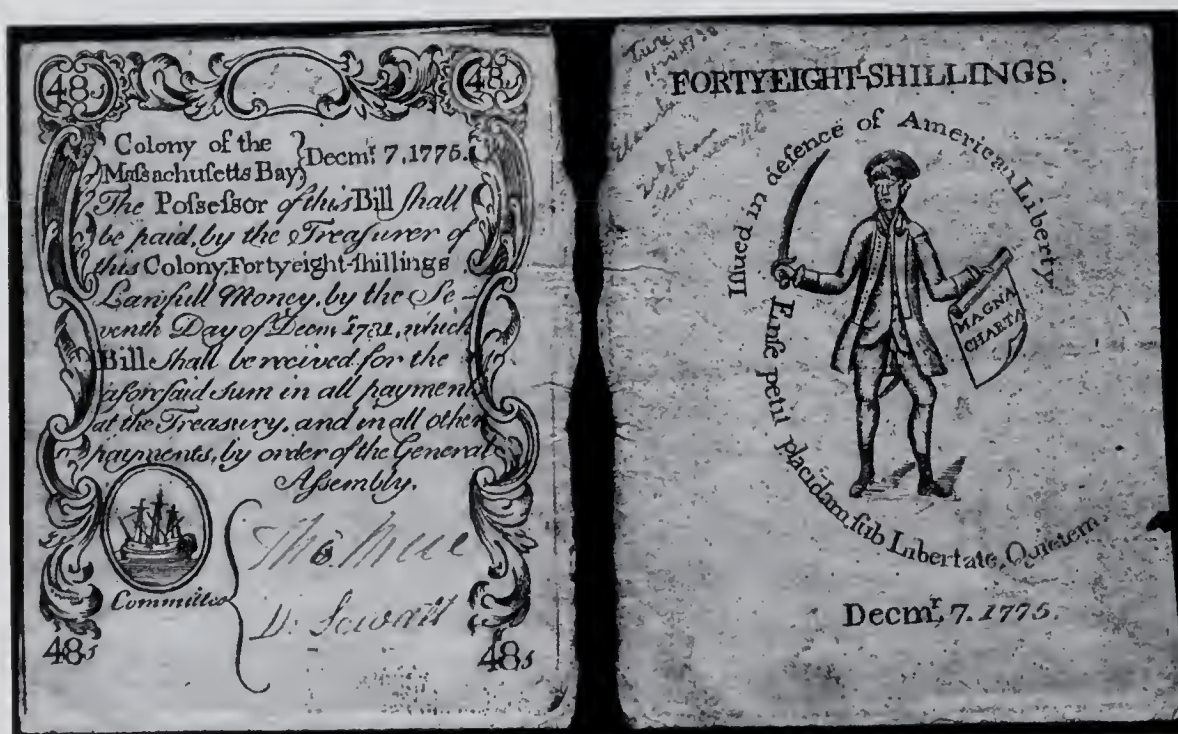 48s 48s
Colony of the
Maſsachuſetts Bay } Decmr. 7.1775.
The Poſseſsor of this Bill ſhall
be paid, by the Treaſurer of
this Colony, Fortyeight-ſhillings
Lawfull Money, by the Se-
venth Day of Decmr. 1781, which
Bill ſhall be recived for the
aforſaid sum in all payments
at the Treasury, and in all other
payments, by order of the General
Aſsembly.
Committee
D. Sewall
48s 48s
FORTYEIGHT-SHILLINGS.
Iſsued in defence of American Liberty.
MAGNA
CHARTA
Enſe petit placidam, ſub Libertate, Quietem
Decmr, 7. 1775.